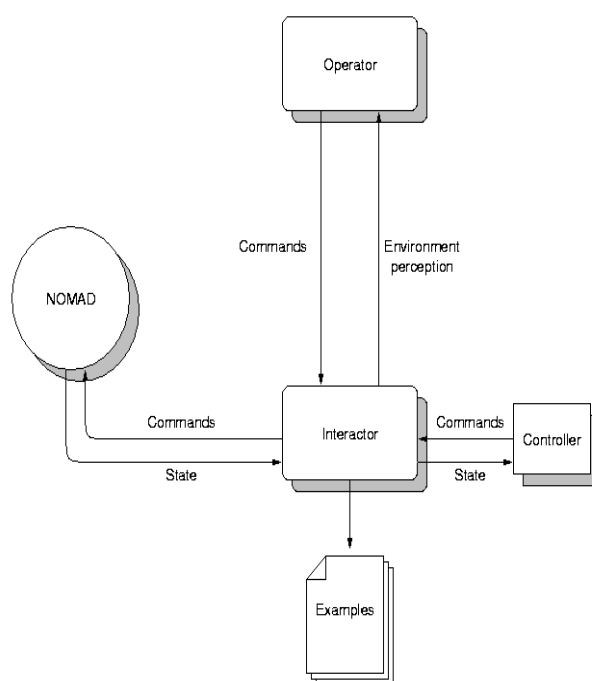 Operator
Commands
Environment
perception
NOMAD
Commands
Interactor
Commands
Controller
State
State
Examples